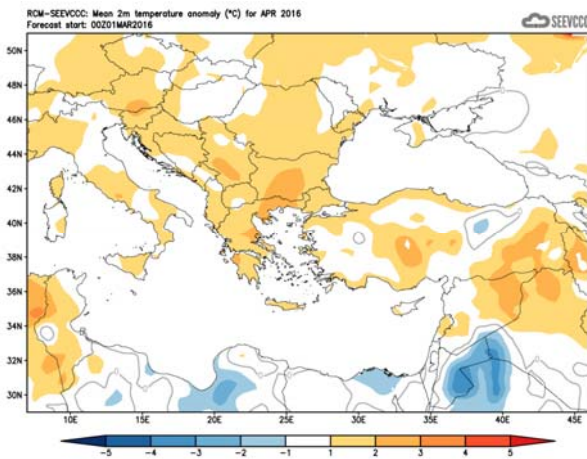 RCM-SEEVCCC: Mean 2m temperature anomaly (°C) for APR 2016
Forecast start: 00Z01MAR2016
SEEVCCC
50N
48N
46N
44N
42N
40N
38N
36N
34N
32N
30N
10E 15E 20E 25E 30E 35E 40E 45E
-5 -4 -3 -2 -1 1 2 3 4 5